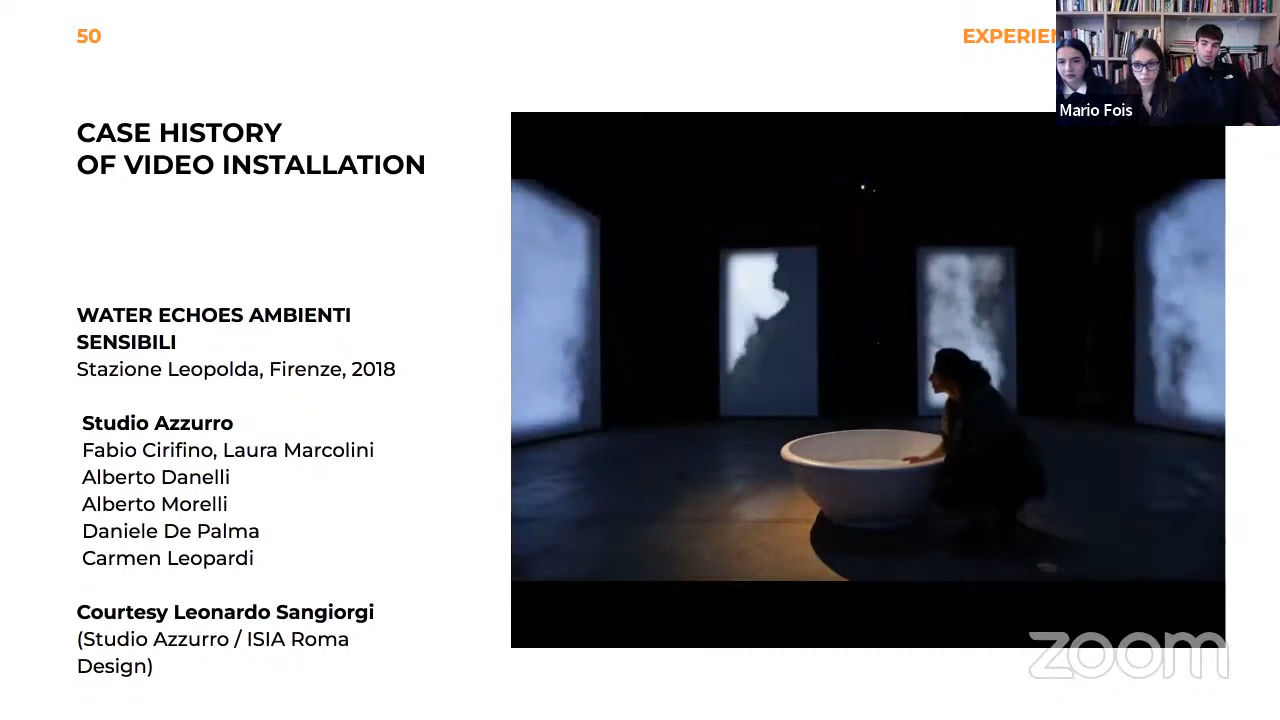 50
CASE HISTORY
OF VIDEO INSTALLATION
WATER ECHOES AMBIENTI
SENSIBILI
Stazione Leopolda, Firenze, 2018
Studio Azzurro
Fabio Cirifino, Laura Marcolini
Alberto Danelli
Alberto Morelli
Daniele De Palma
Carmen Leopardi
Courtesy Leonardo Sangiorgi
(Studio Azzurro / ISIA Roma
Design)
Mario Fois
zoom